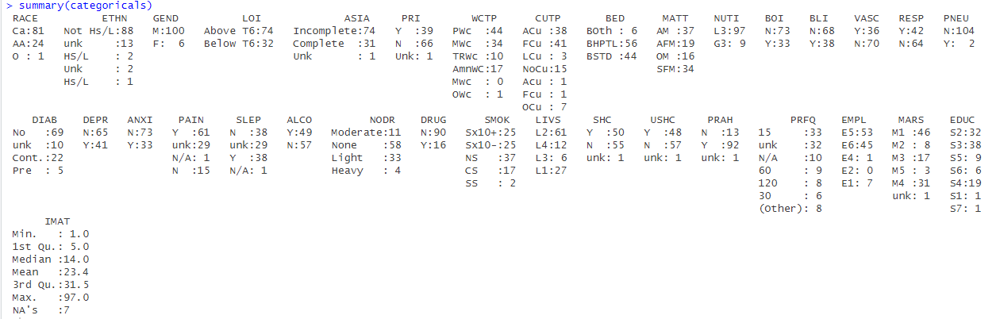 > summary(categoricals)
RACE ETHN GEND LOI ASIA PRI WCTP CUTP BED MATT NUTI BOI BLI VASC RESP PNEU
Ca:81 Not Hs/L:88 M:100 Above T6:74 Incomplete:74 Y :39 PWc :44 ACu :38 BOth : 6 AM :37 L3:97 N:73 N:68 Y:36 Y:42 N:104
AA:24 unk :13 F: 6 Below T6:32 Complete :31 N :66 MWc :34 FCu :41 BHPTL:56 AFM:19 G3: 9 Y:33 Y:38 N:70 N:64 Y: 2
O : 1 HS/L : 2 Unk : 1 Unk: 1 TRWc :10 LCu : 3 BSTD :44 OM :16
Unk : 2 AmnWC:17 NoCu:15 SFM:34
Hs/L : 1 Mwc : 0 Acu : 1
OWc : 1 Fcu : 1
OCu : 7
DIAB DEPR ANXI PAIN SLEP ALCO NODR DRUG SMOK LIVS SHC USHC PRAH PRFQ EMPL MARS EDUC
No :69 N:65 N:73 Y :61 N :38 Y:49 Moderate:11 N:90 Sx10+:25 L2:61 Y :50 Y :48 N :13 15 :33 E5:53 M1 :46 S2:32
unk :10 Y:41 Y:33 unk:29 unk:29 N:57 None :58 Y:16 Sx10-:25 L4:12 N :55 N :57 Y :92 unk :32 E6:45 M2 : 8 S3:38
Cont.:22 N/A: 1 Y :38 Light :33 NS :37 L3: 6 unk: 1 unk: 1 unk: 1 N/A :10 E4: 1 M3 :17 S5: 9
Pre : 5 N :15 N/A: 1 Heavy : 4 CS :17 L1:27 60 : 9 E2: 0 M5 : 3 S6: 6
SS : 2 120 : 8 E1: 7 M4 :31 S4:19
30 : 6 unk: 1 S1: 1
(Other): 8 S7: 1
IMAT
Min. : 1.0
1st Qu.: 5.0
Median :14.0
Mean :23.4
3rd Qu.:31.5
Max. :97.0
NA's :7